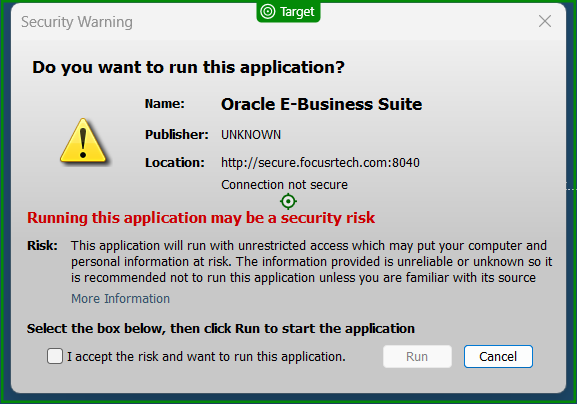 Target
Security Warning
Do you want to run this application?
Name: Oracle E-Business Suite
Publisher: UNKNOWN
Location: http://secure.focusrtech.com:8040
Connection not secure
Running this application may be a security risk
Risk: This application will run with unrestricted access which may put your computer and
personal information at risk. The information provided is unreliable or unknown so it
is recommended not to run this application unless you are familiar with its source
More Information
Select the box below, then click Run to start the application
I accept the risk and want to run this application. Run Cancel